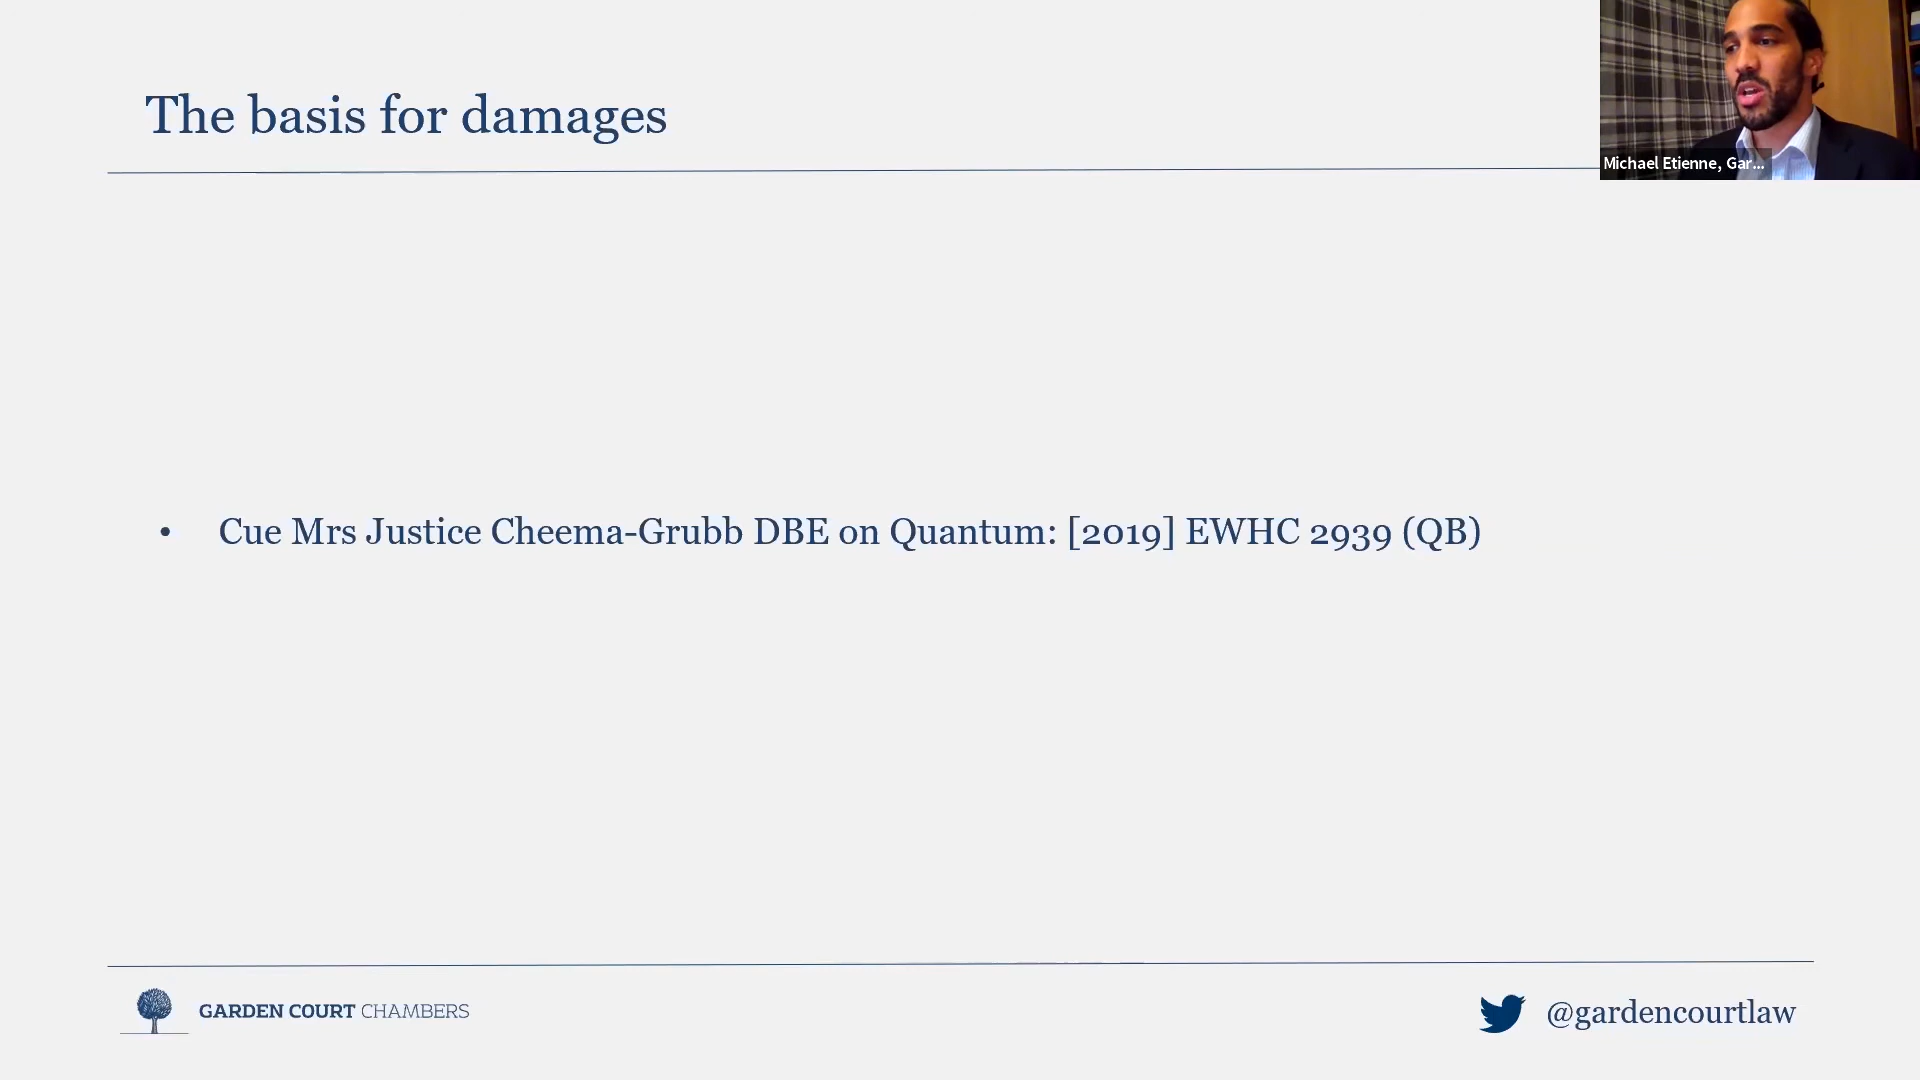 The basis for damages
Michael Etienne, Gar...
• Cue Mrs Justice Cheema-Grubb DBE on Quantum: [2019] EWHC 2939 (QB)
GARDEN COURT CHAMBERS
@gardencourtlaw